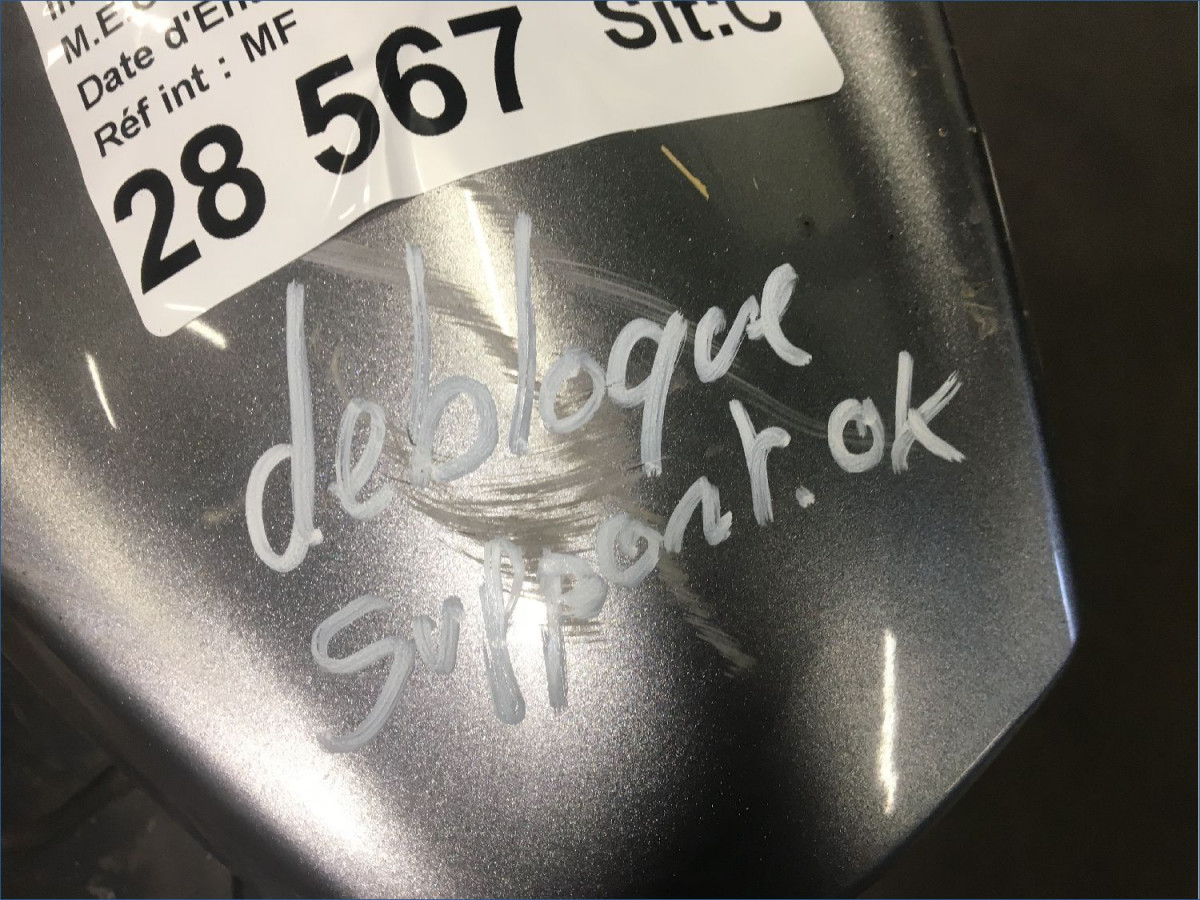 M.E.C
Date d'En
Réf int : MF
28 567
Sit:C
debloque
support. ok